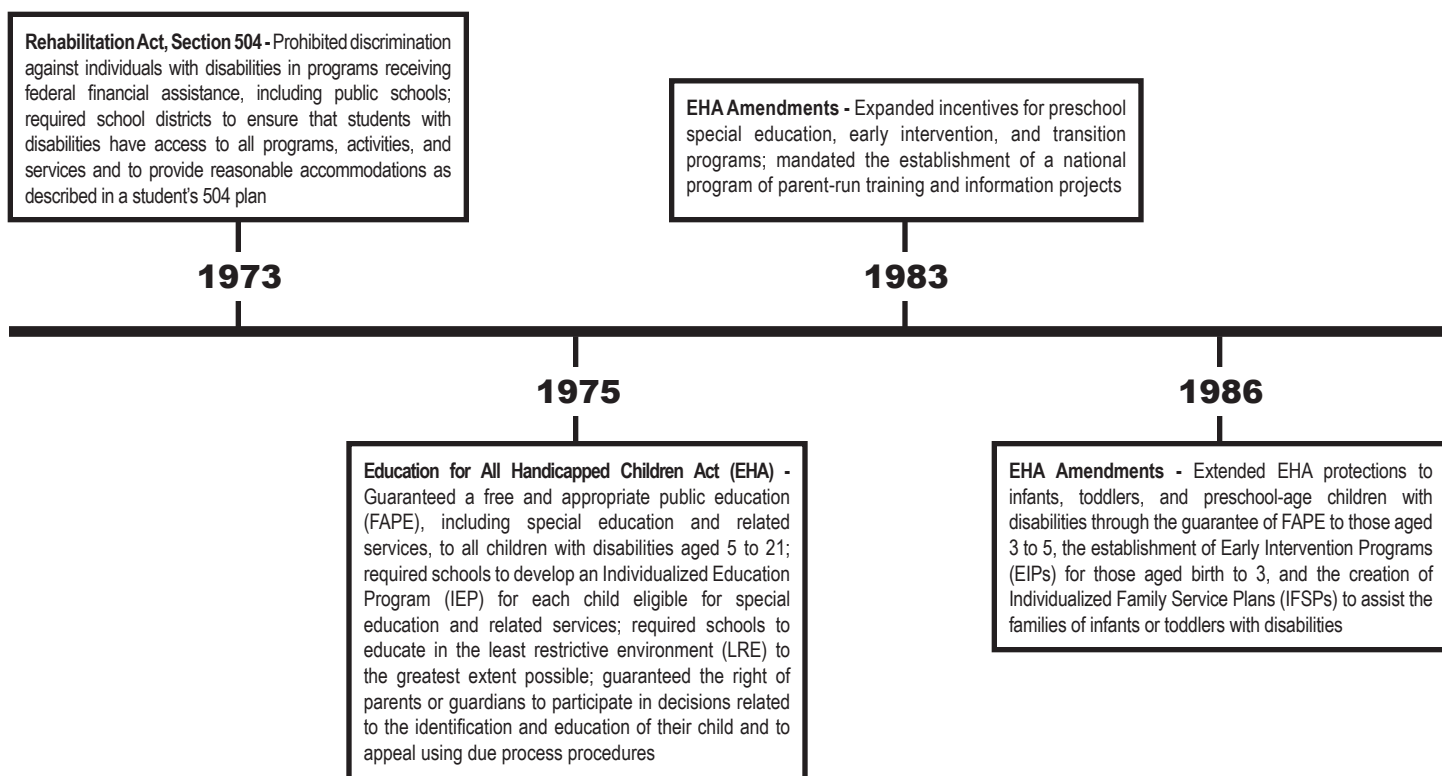 Rehabilitation Act, Section 504 - Prohibited discrimination
against individuals with disabilities in programs receiving
federal financial assistance, including public schools;
required school districts to ensure that students with
disabilities have access to all programs, activities, and
services and to provide reasonable accommodations as
described in a student's 504 plan
1973
Education for All Handicapped Children Act (EHA) -
Guaranteed a free and appropriate public education
(FAPE), including special education and related
services, to all children with disabilities aged 5 to 21;
required schools to develop an Individualized Education
Program (IEP) for each child eligible for special
education and related services; required schools to
educate in the least restrictive environment (LRE) to
the greatest extent possible; guaranteed the right of
parents or guardians to participate in decisions related
to the identification and education of their child and to
appeal using due process procedures
1975
EHA Amendments - Expanded incentives for preschool
special education, early intervention, and transition
programs; mandated the establishment of a national
program of parent-run training and information projects
1983
1986
EHA Amendments - Extended EHA protections to
infants, toddlers, and preschool-age children with
disabilities through the guarantee of FAPE to those aged
3 to 5, the establishment of Early Intervention Programs
(EIPs) for those aged birth to 3, and the creation of
Individualized Family Service Plans (IFSPs) to assist the
families of infants or toddlers with disabilities